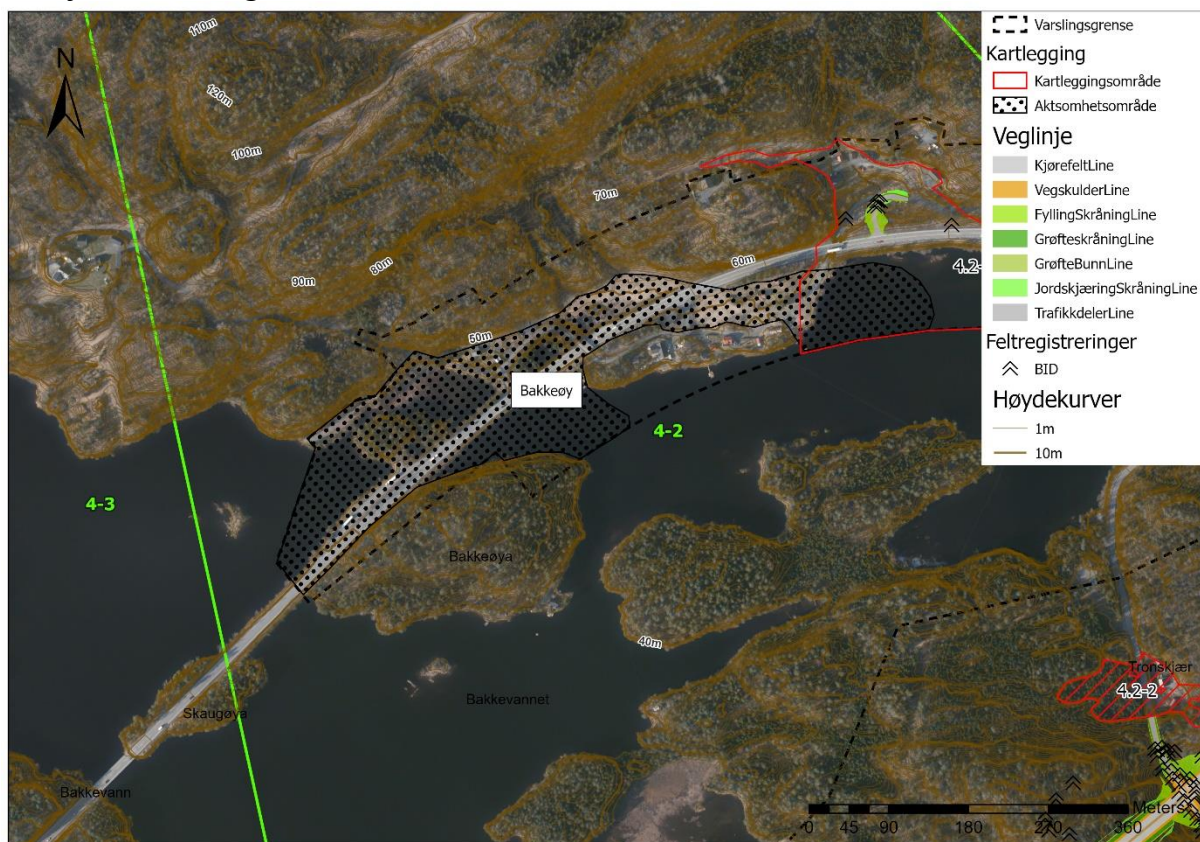 N
110m
120m
100m
90m
80m
70m
60m
50m
Bakkeøy
4-2
4-3
4.2-
Bakkeøya
40m
Bakkevannet
Skaugøya
Bakkevann
Tronskjær
4.2-2
Meters
0 45 90 180 270 360
Varslingsgrense
Kartlegging
Kartleggingsområde
Aktsomhetsområde
Veglinje
KjørefeltLine
VegskulderLine
FyllingSkråningLine
GrøfteskråningLine
GrøfteBunnLine
JordskjæringSkråningLine
TrafikkdelerLine
Feltregistreringer
BID
Høydekurver
1m
10m